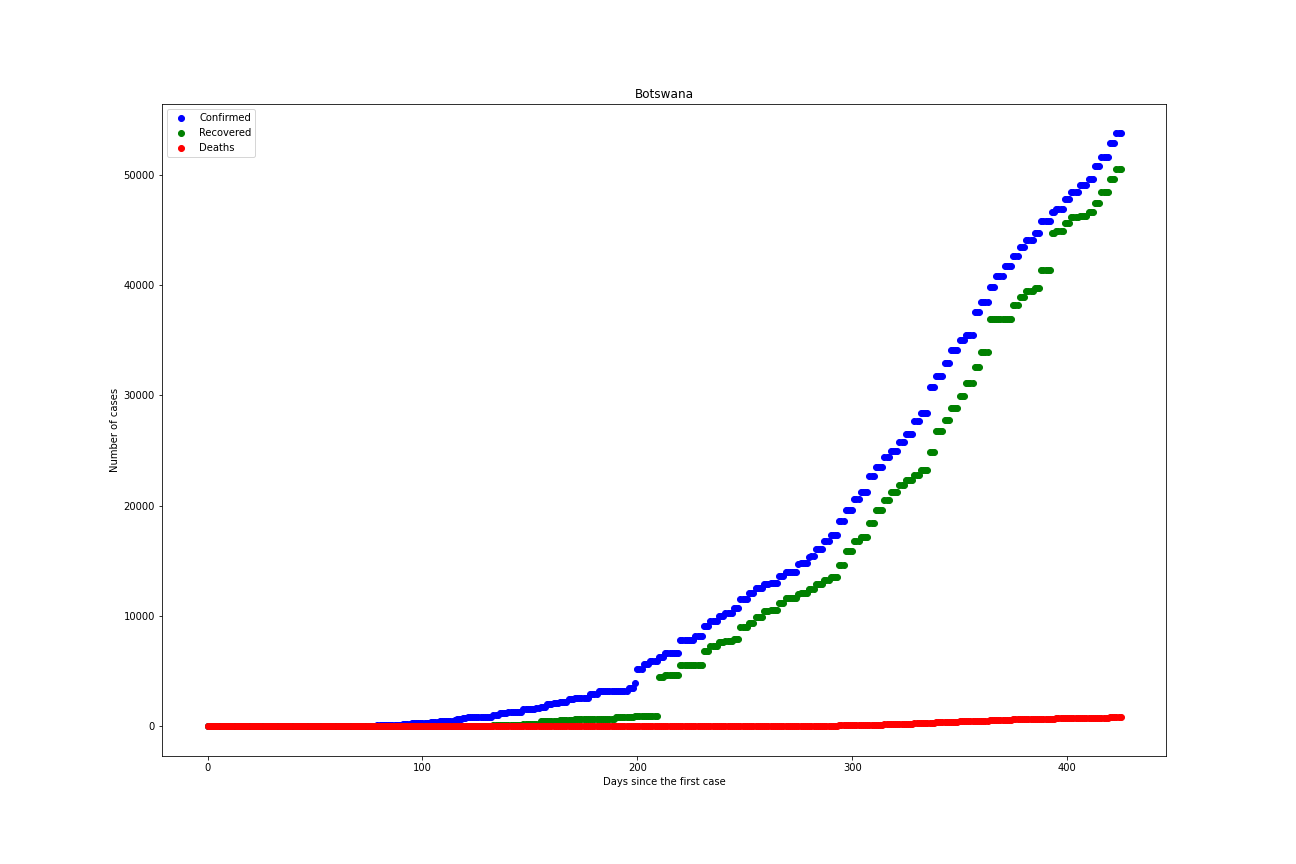 Botswana
Confirmed
Recovered
Deaths
Number of cases
50000
40000
30000
20000
10000
0
0 100 200 300 400
Days since the first case